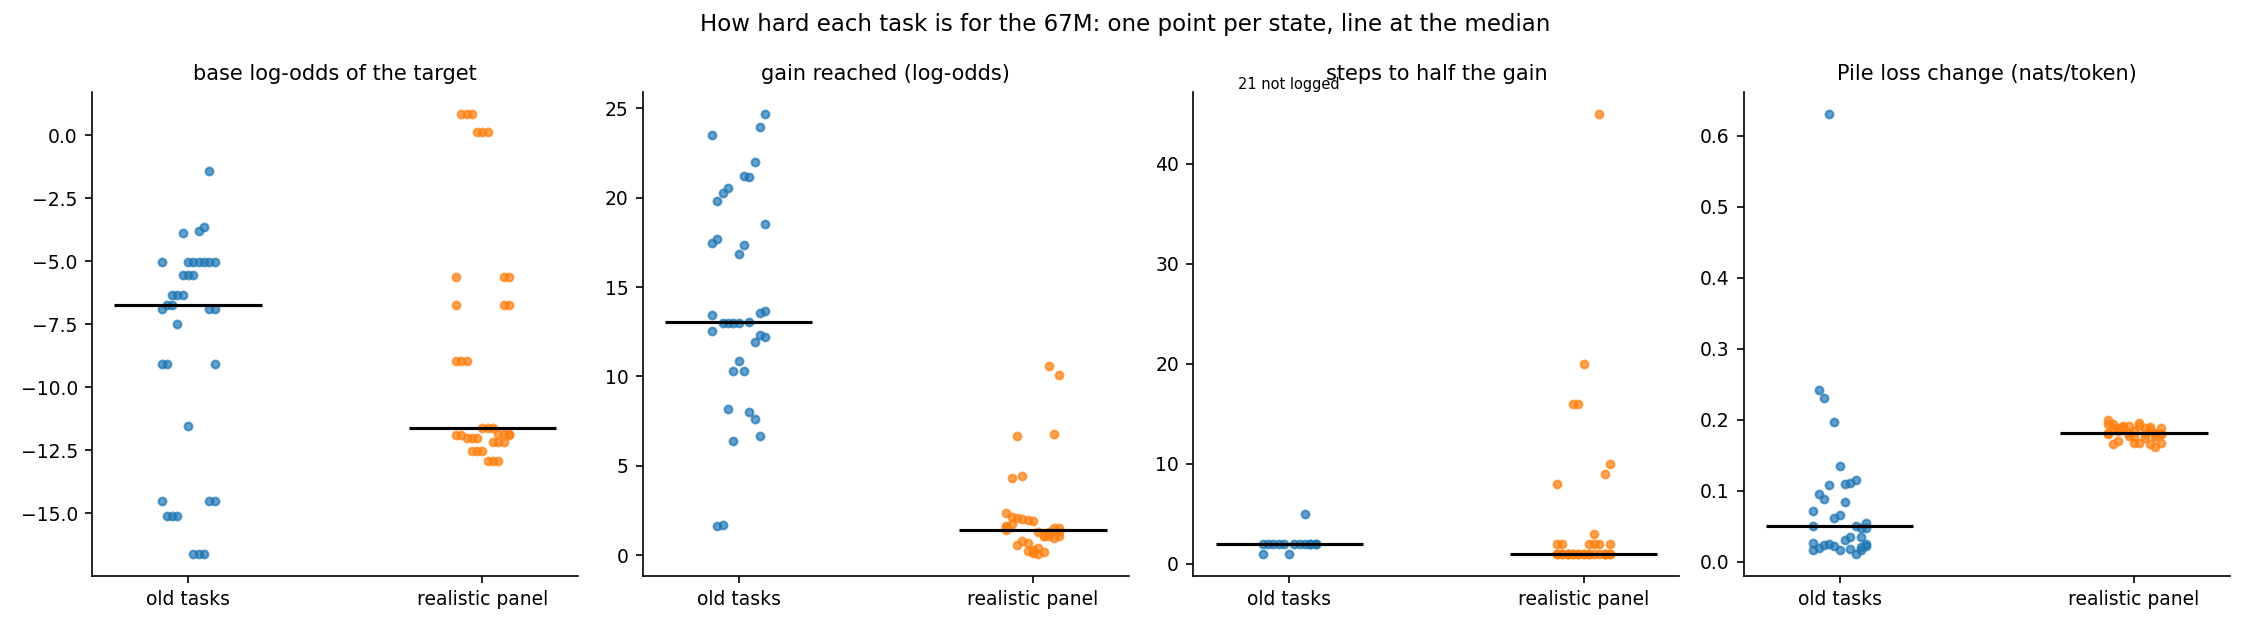 How hard each task is for the 67M: one point per state, line at the median
base log-odds of the target
0.0
−2.5
−5.0
−7.5
−10.0
−12.5
−15.0
old tasks
realistic panel
gain reached (log-odds)
25
20
15
10
5
0
old tasks
realistic panel
steps to half the gain
21 not logged
40
30
20
10
0
old tasks
realistic panel
Pile loss change (nats/token)
0.6
0.5
0.4
0.3
0.2
0.1
0.0
old tasks
realistic panel